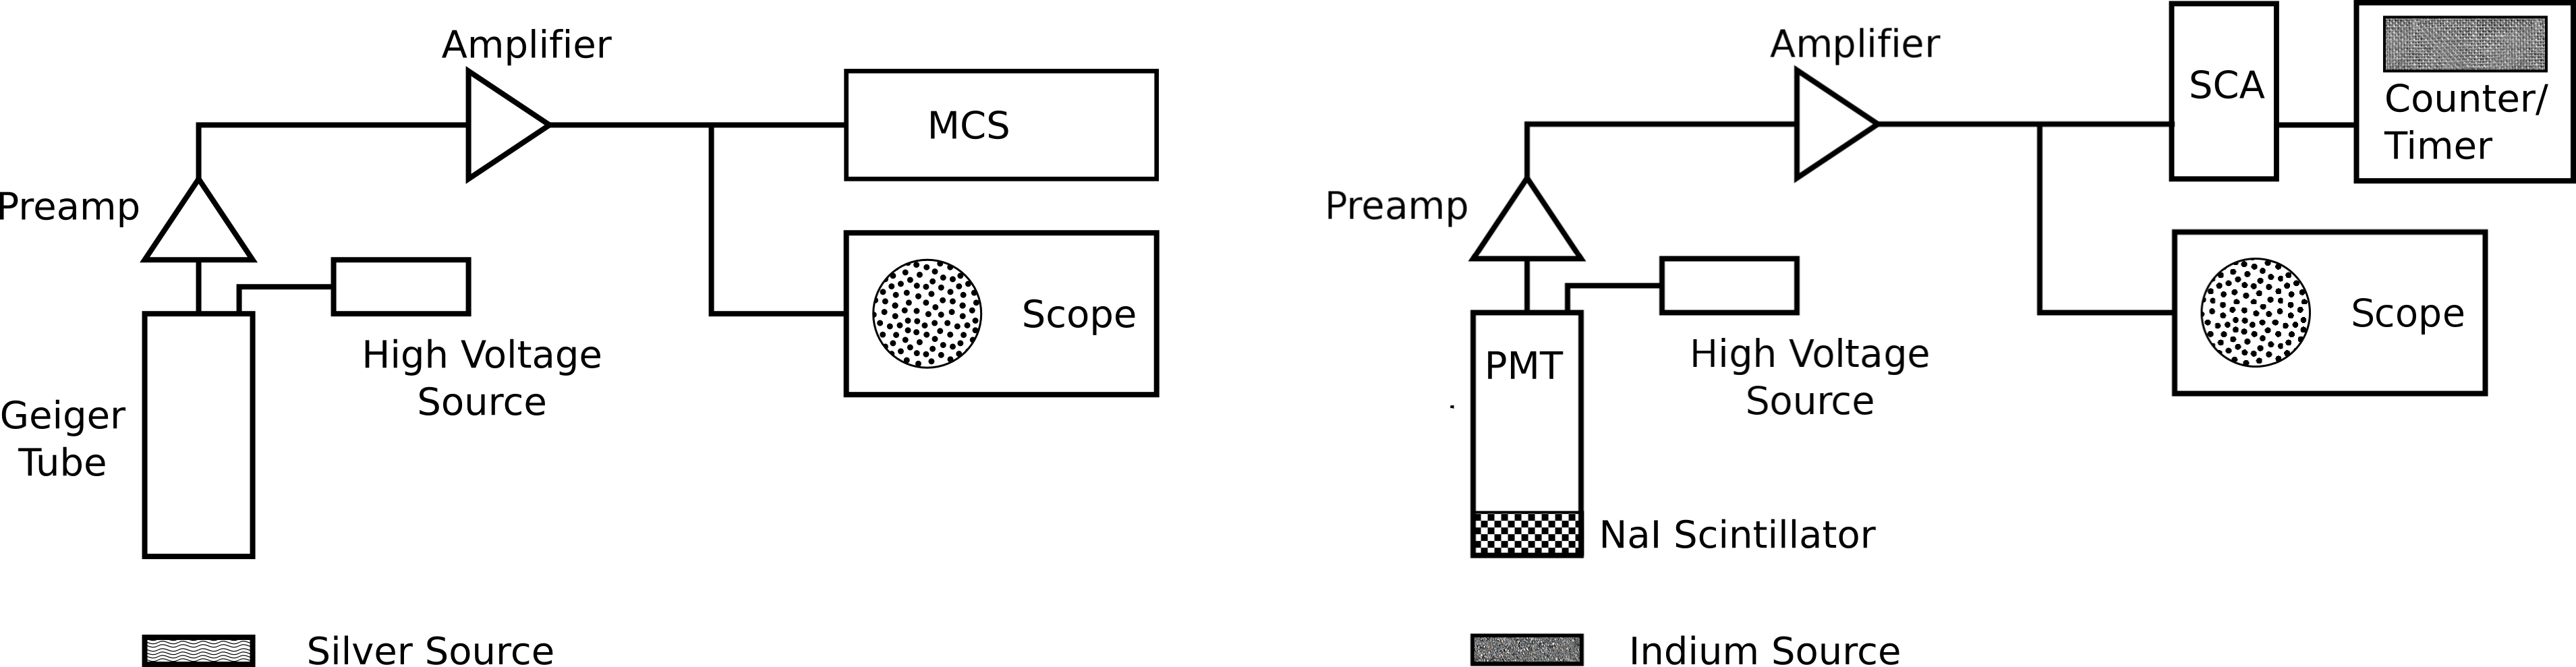 Amplifier
MCS
Preamp
Scope
High Voltage
Source
Geiger
Tube
Silver Source
Amplifier
SCA
Counter/
Timer
Preamp
Scope
High Voltage
Source
PMT
NaI Scintillator
Indium Source